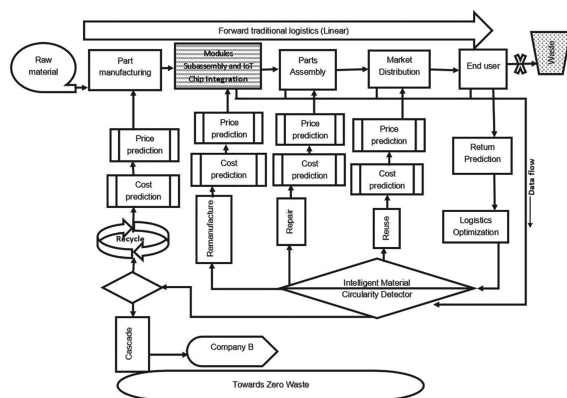 Forward traditional logistics (Linear)
Raw
material
Part
manufacturing
Modules
Subassembly and IoT
Chip Integration
Parts
Assembly
Market
Distribution
End user
Waste
Price
prediction
Cost
prediction
Recycle
Price
prediction
Cost
prediction
Remanufacture
Price
prediction
Cost
prediction
Repair
Price
prediction
Cost
prediction
Reuse
Return
Prediction
Logistics
Optimization
Data flow
Intelligent Material
Circularity Detector
Cascade
Company B
Towards Zero Waste